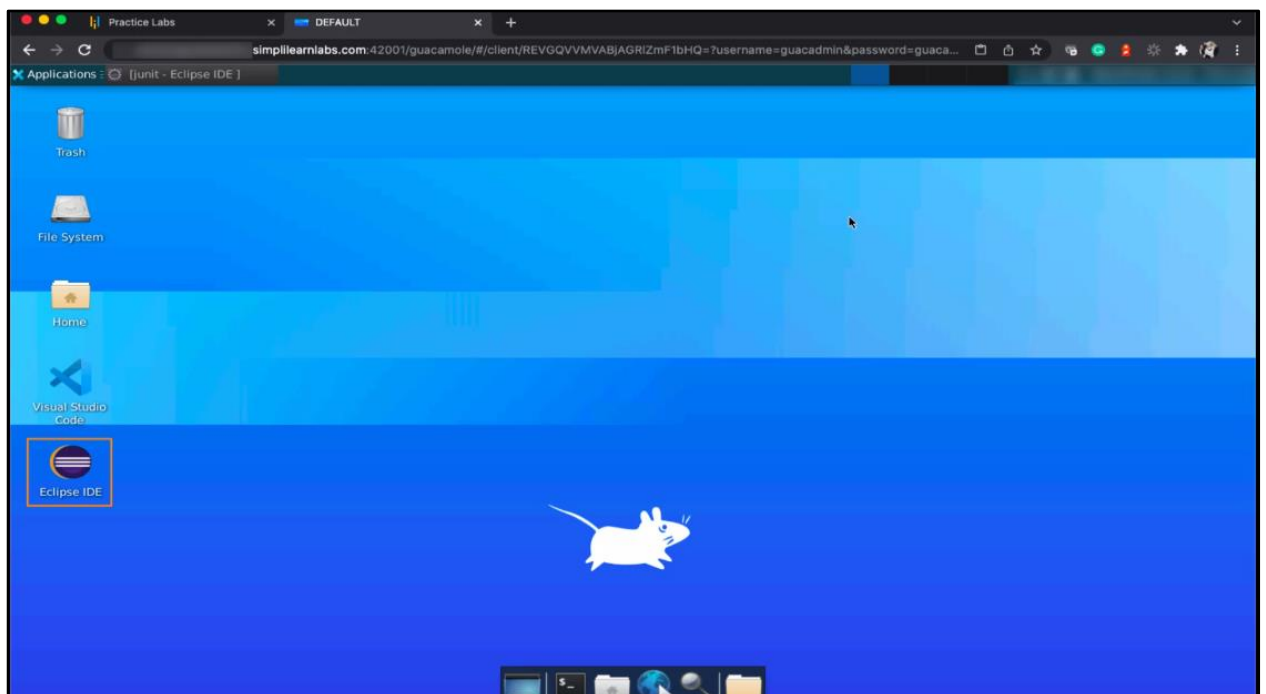 Practice Labs
DEFAULT
simplilearnlabs.com:42001/guacamole/#/client/REVGQVVMVABjAGRlZmF1bHQ=?username=guacadmin&password=guaca...
Applications
[junit - Eclipse IDE ]
Trash
File System
Home
Visual Studio
Code
Eclipse IDE
$_